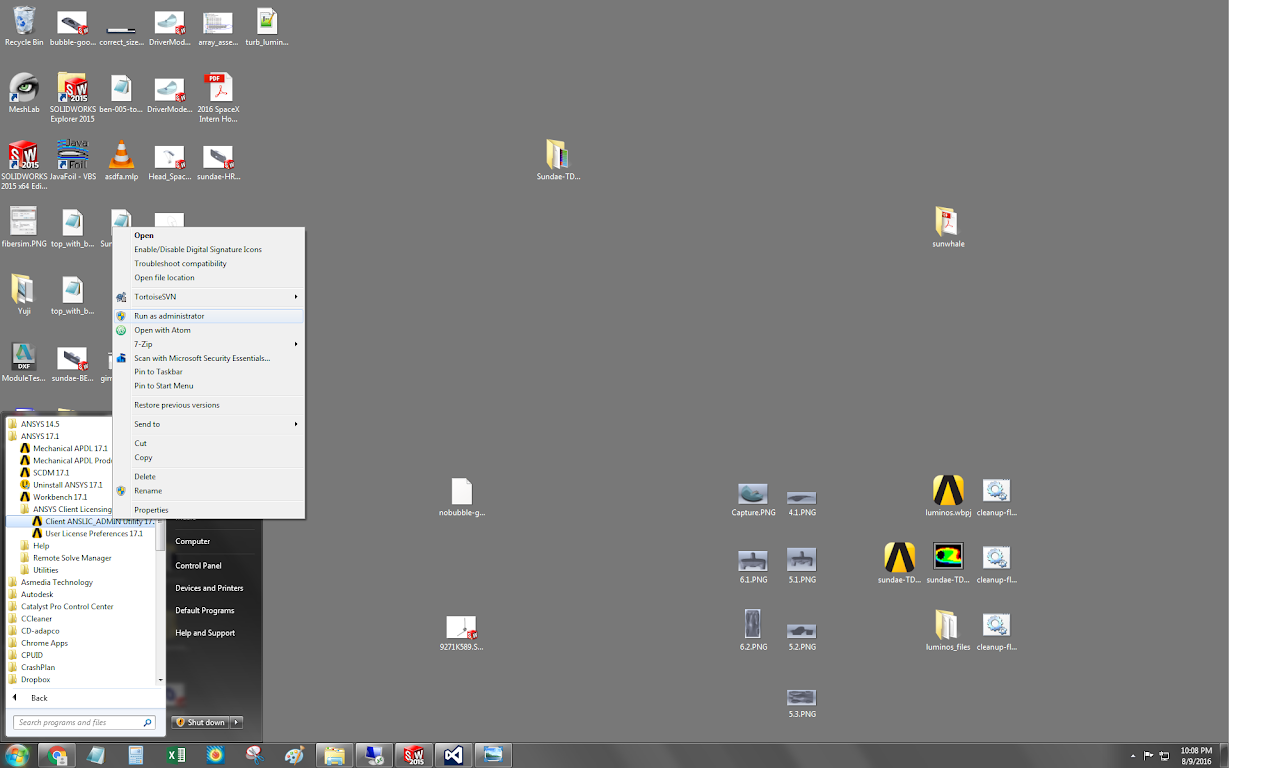 Recycle Bin
bubble-goo...
correct_size...
DriverMod...
array_asse...
turb_lumin...
MeshLab
SOLIDWORKS
Explorer 2015
ben-005-to...
DriverMode...
2016 SpaceX
Intern Ho...
SOLIDWORKS
2015 x64 Edi...
JavaFoil - VBS
asdfa.mlp
Head_Spac...
sundae-HR...
Sundae-TD...
fibersim.PNG
top_with_b...
sunwhale
Yuji
top_with_b...
ModuleTes...
sundae-BE...
Open
Enable/Disable Digital Signature Icons
Troubleshoot compatibility
Open file location
TortoiseSVN
Run as administrator
Open with Atom
7-Zip
Scan with Microsoft Security Essentials...
Pin to Taskbar
Pin to Start Menu
Restore previous versions
Send to
Cut
Copy
Delete
Rename
Properties
ANSYS 14.5
ANSYS 17.1
Mechanical APDL 17.1
Mechanical APDL Prod
SCDM 17.1
Uninstall ANSYS 17.1
Workbench 17.1
ANSYS Client Licensing
Client ANSLIC_ADMIN Utility 17.
User License Preferences 17.1
Help
Remote Solve Manager
Utilities
Asmedia Technology
Autodesk
Catalyst Pro Control Center
CCleaner
CD-adapco
Chrome Apps
CPUID
CrashPlan
Dropbox
Back
Search programs and files
Computer
Control Panel
Devices and Printers
Default Programs
Help and Support
Shut down
nobubble-g...
Capture.PNG
4.1.PNG
luminos.wbpj
cleanup-fl...
6.1.PNG
5.1.PNG
sundae-TD...
sundae-TD...
cleanup-fl...
9271K589.S...
6.2.PNG
5.2.PNG
luminos_files
cleanup-fl...
5.3.PNG
10:08 PM
8/9/2016